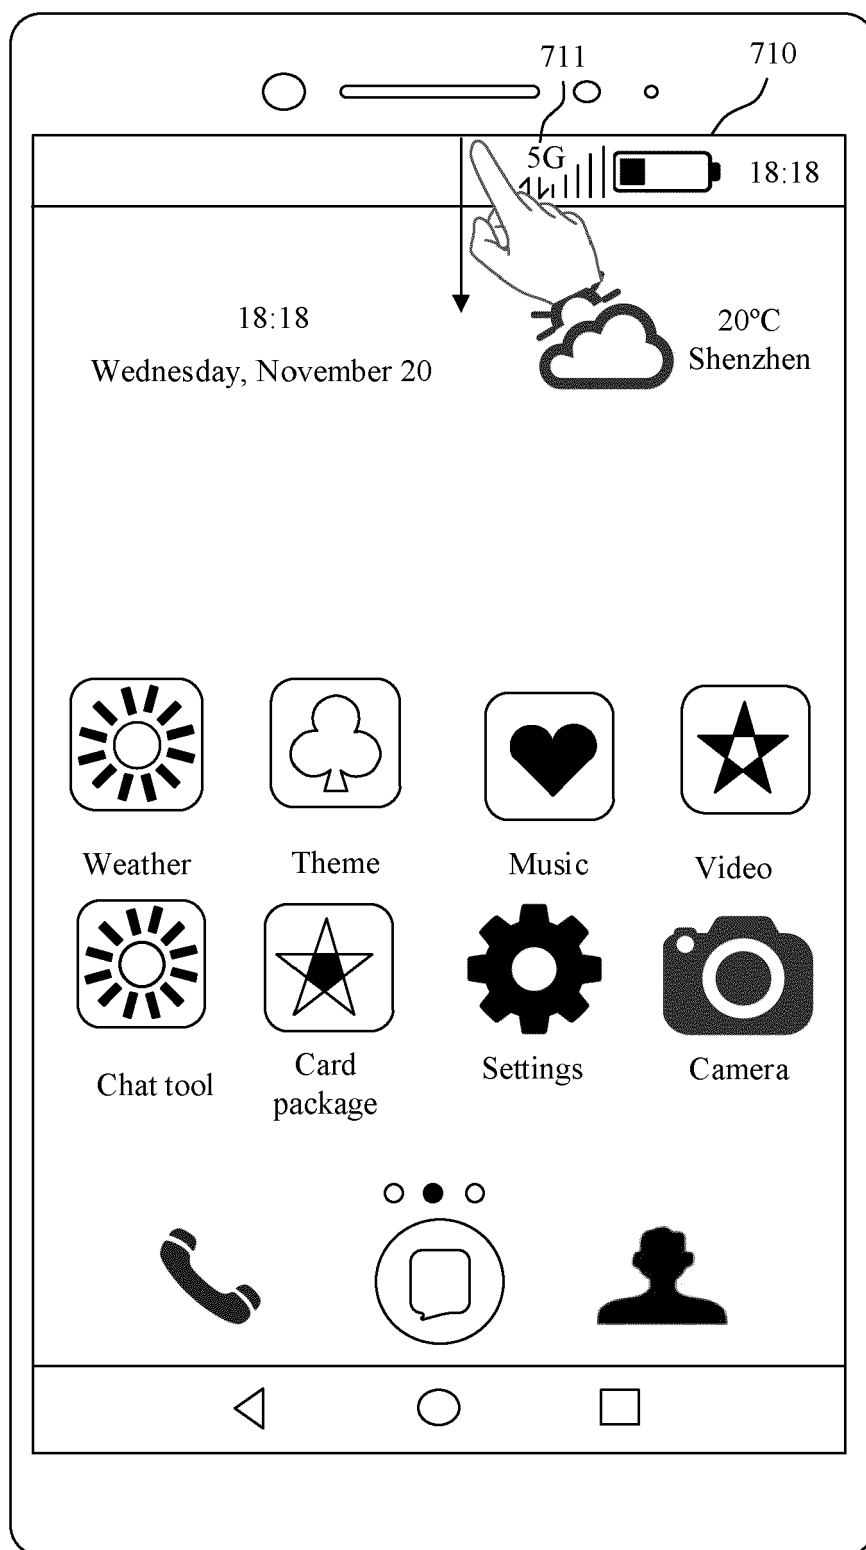 711
710
5G
18:18
18:18
Wednesday, November 20
20°C
Shenzhen
Weather
Theme
Music
Video
Chat tool
Card
package
Settings
Camera